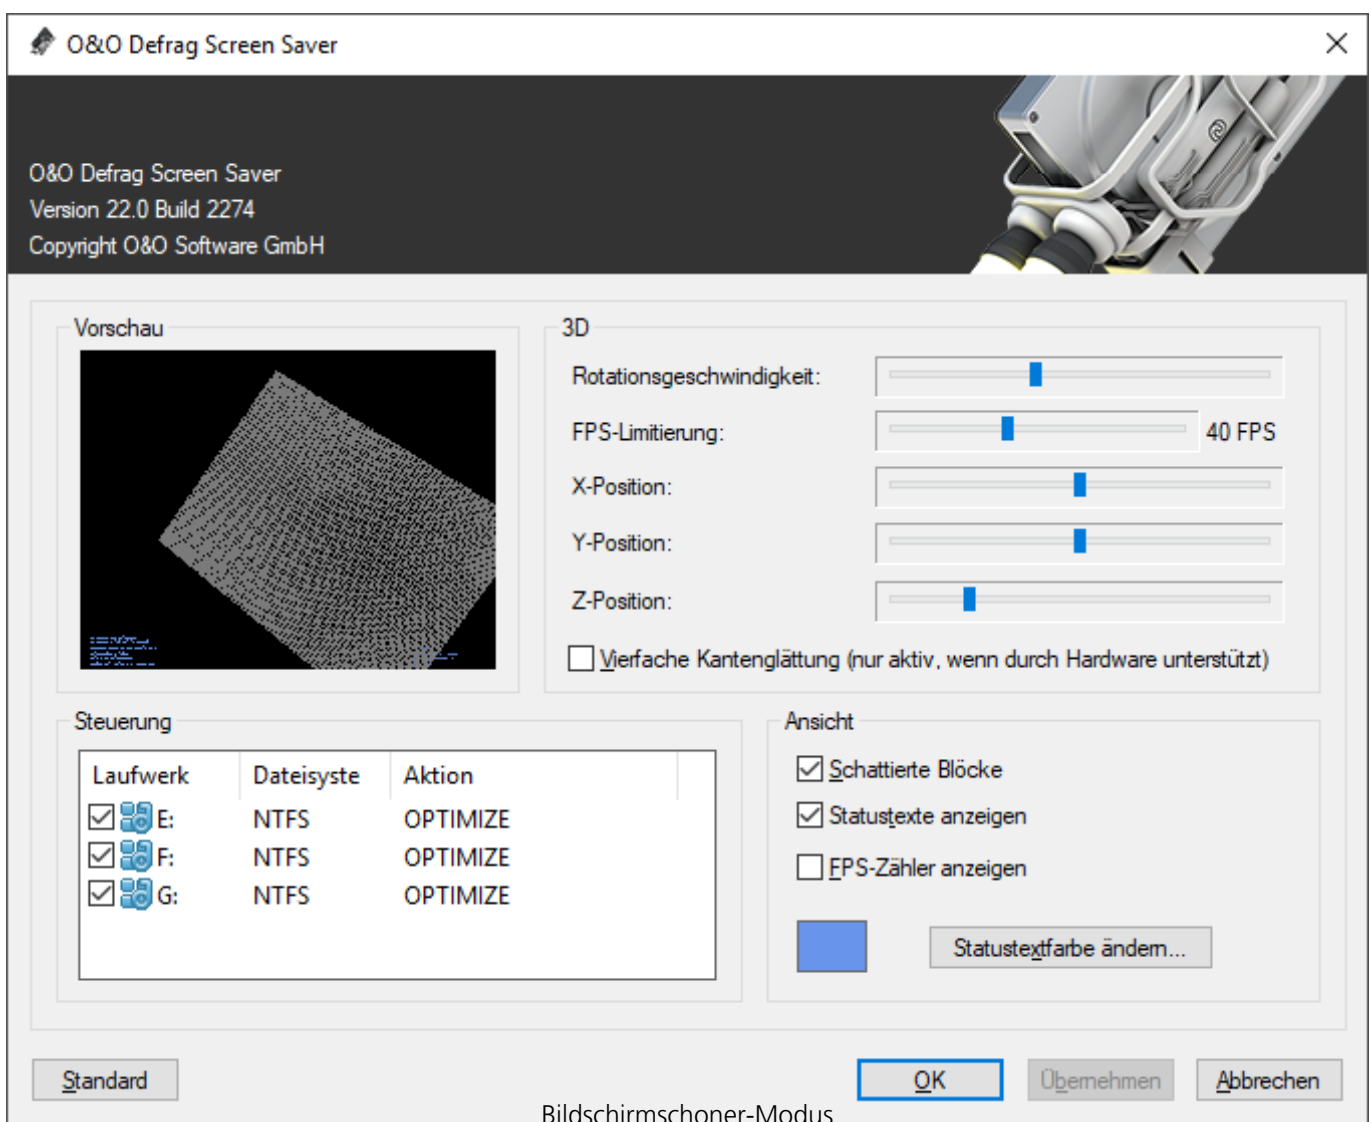 O&O Defrag Screen Saver
O&O Defrag Screen Saver
Version 22.0 Build 2274
Copyright O&O Software GmbH
Vorschau
3D
Rotationsgeschwindigkeit:
FPS-Limitierung:
40 FPS
X-Position:
Y-Position:
Z-Position:
Vierfache Kantenglättung (nur aktiv, wenn durch Hardware unterstützt)
Steuerung
Laufwerk Dateisyste Aktion
E: NTFS OPTIMIZE
F: NTFS OPTIMIZE
G: NTFS OPTIMIZE
Ansicht
Schattierte Blöcke
Statustexte anzeigen
FPS-Zähler anzeigen
Statustextfarbe ändern...
Standard
OK
Übernehmen
Abbrechen
Bildschirmschoner-Modus